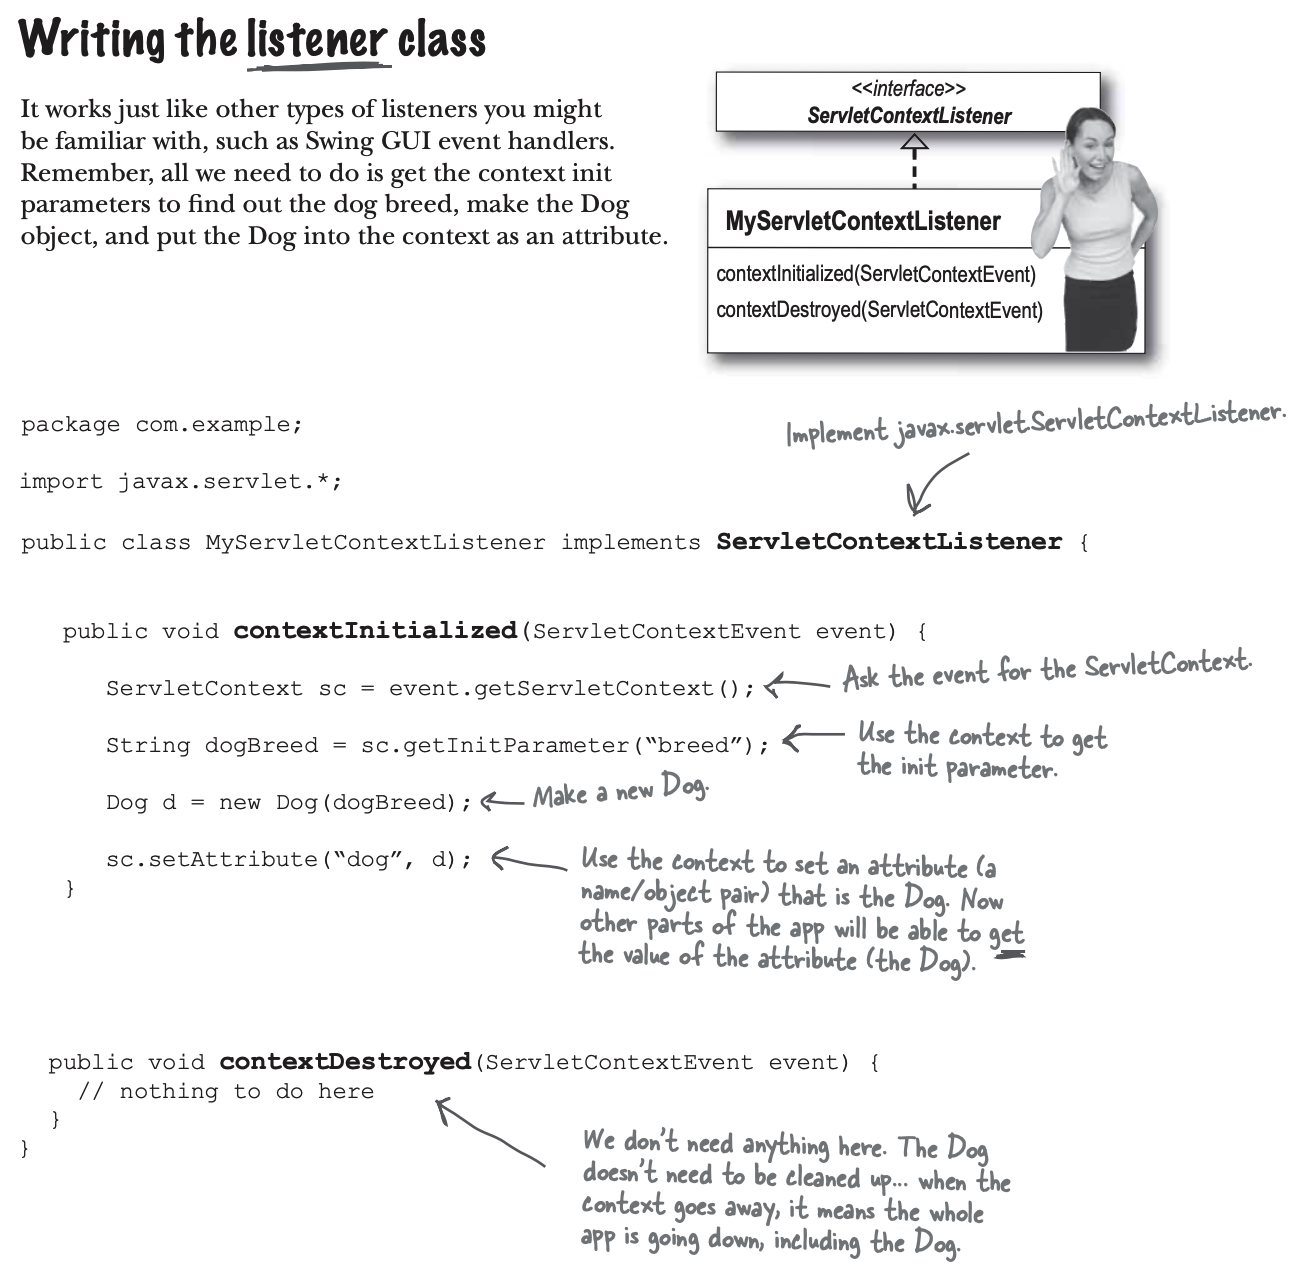 Writing the listener class
It works just like other types of listeners you might
be familiar with, such as Swing GUI event handlers.
Remember, all we need to do is get the context init
parameters to find out the dog breed, make the Dog
object, and put the Dog into the context as an attribute.
<<interface>>
ServletContextListener
MyServletContextListener
contextInitialized(ServletContextEvent)
contextDestroyed(ServletContextEvent)
package com.example;
Implement javax.servlet.ServletContextListener.
import javax.servlet.*;
public class MyServletContextListener implements ServletContextListener {
public void contextInitialized(ServletContextEvent event) {
ServletContext sc = event.getServletContext();
Ask the event for the ServletContext.
String dogBreed = sc.getInitParameter(“breed”);
Use the context to get
the init parameter.
Dog d = new Dog(dogBreed);
Make a new Dog.
sc.setAttribute(“dog”, d);
}
Use the context to set an attribute (a
name/object pair) that is the Dog. Now
other parts of the app will be able to get
the value of the attribute (the Dog).
public void contextDestroyed(ServletContextEvent event) {
// nothing to do here
}
}
We don't need anything here. The Dog
doesn't need to be cleaned up... when the
context goes away, it means the whole
app is going down, including the Dog.